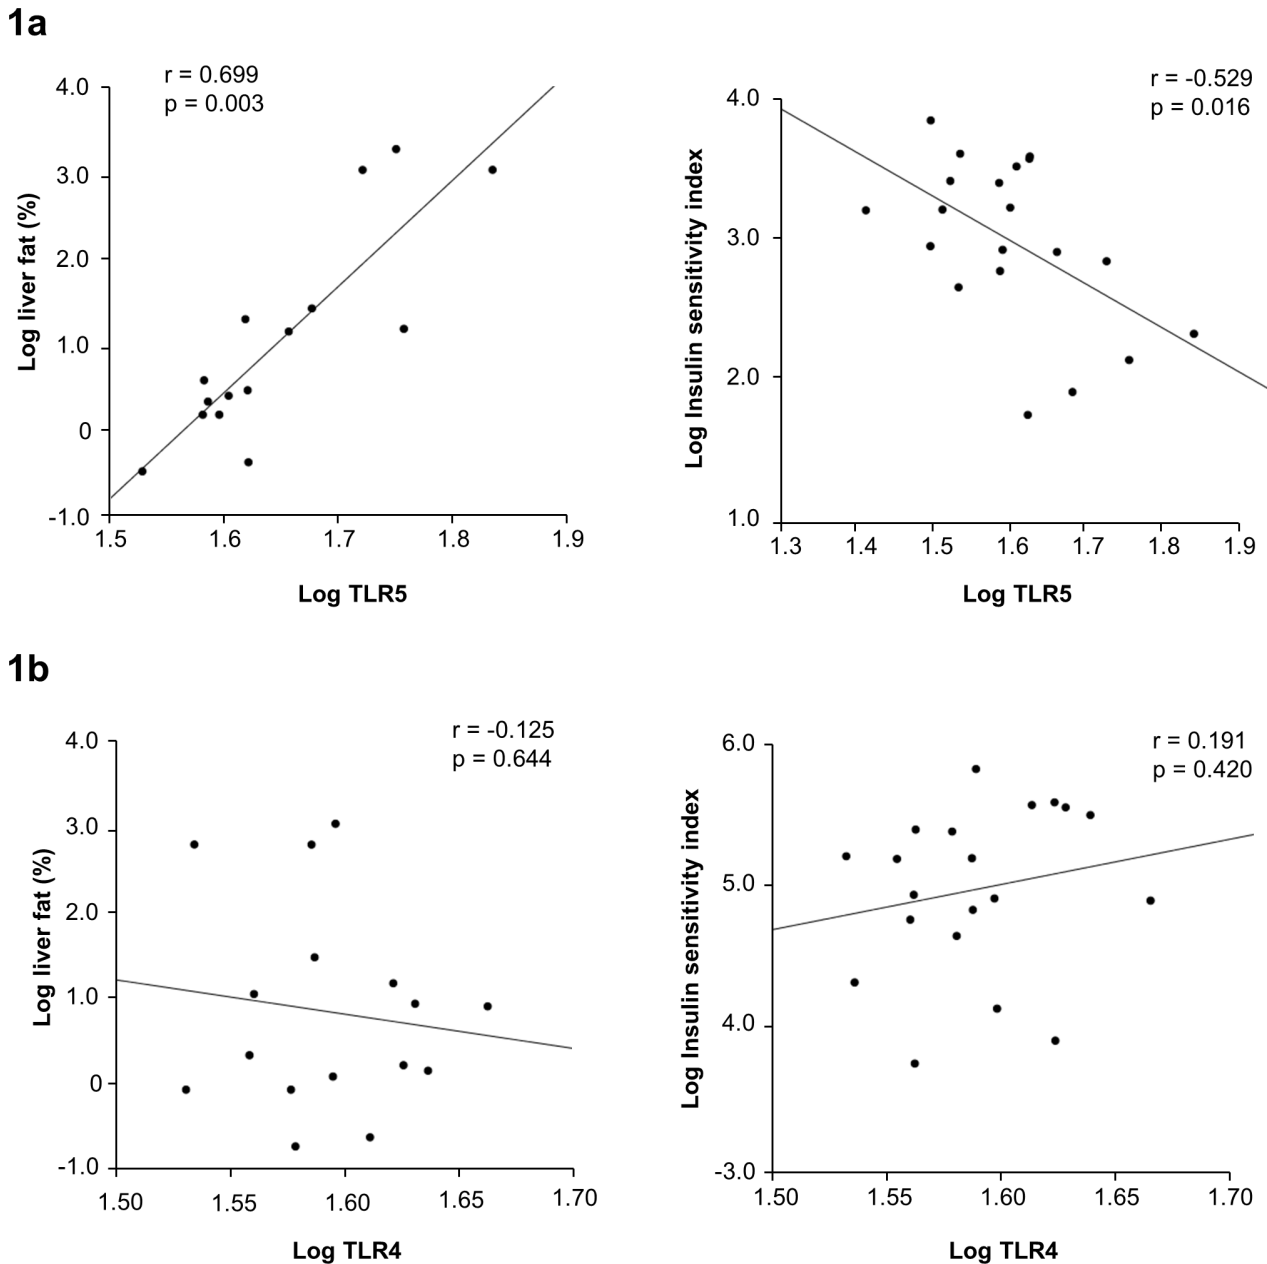 1a
r = 0.699
p = 0.003
4.0
3.0
2.0
1.0
0
-1.0
Log liver fat (%)
1.5 1.6 1.7 1.8 1.9
Log TLR5
r = -0.529
p = 0.016
4.0
3.0
2.0
1.0
Log Insulin sensitivity index
1.3 1.4 1.5 1.6 1.7 1.8 1.9
Log TLR5
1b
r = -0.125
p = 0.644
4.0
3.0
2.0
1.0
0
-1.0
Log liver fat (%)
1.50 1.55 1.60 1.65 1.70
Log TLR4
r = 0.191
p = 0.420
6.0
5.0
4.0
-3.0
Log Insulin sensitivity index
1.50 1.55 1.60 1.65 1.70
Log TLR4